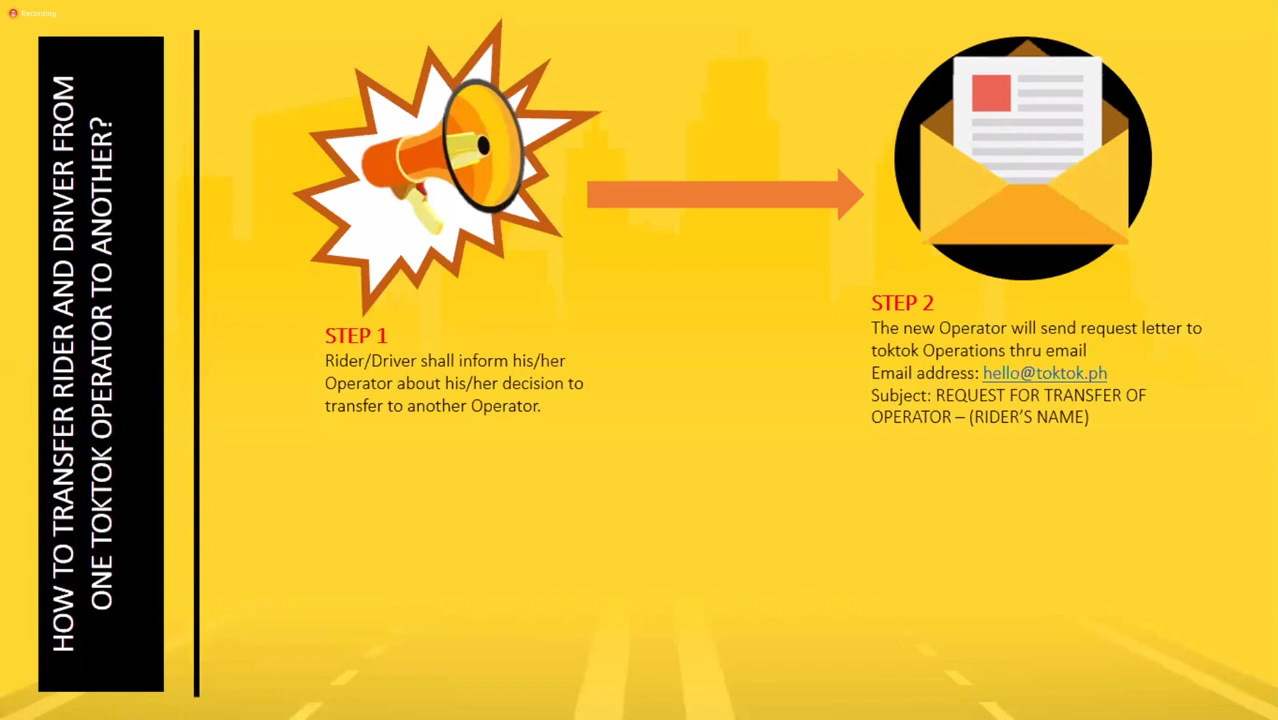 Recording
HOW TO TRANSFER RIDER AND DRIVER FROM
ONE TOKTOK OPERATOR TO ANOTHER?
STEP 1
Rider/Driver shall inform his/her
Operator about his/her decision to
transfer to another Operator.
STEP 2
The new Operator will send request letter to
toktok Operations thru email
Email address: hello@toktok.ph
Subject: REQUEST FOR TRANSFER OF
OPERATOR – (RIDER’S NAME)